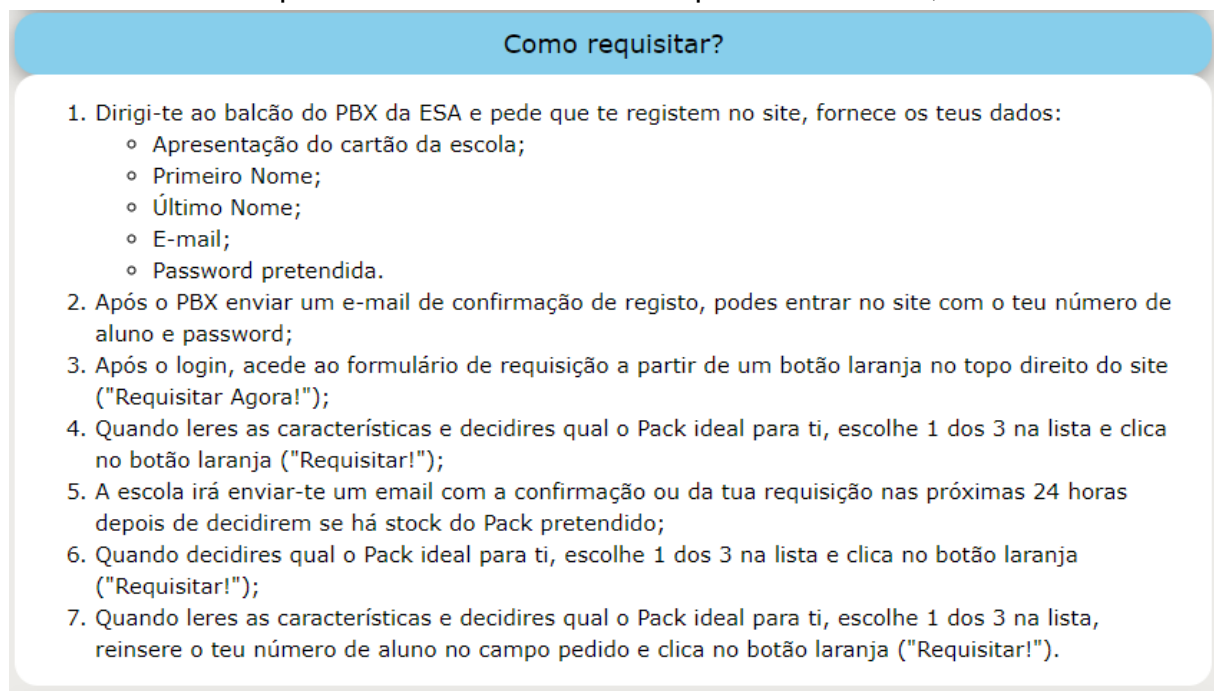 Como requisitar?
1. Dirigi-te ao balcão do PBX da ESA e pede que te registem no site, fornece os teus dados:
◦ Apresentação do cartão da escola;
◦ Primeiro Nome;
◦ Último Nome;
◦ E-mail;
◦ Password pretendida.
2. Após o PBX enviar um e-mail de confirmação de registo, podes entrar no site com o teu número de
aluno e password;
3. Após o login, acede ao formulário de requisição a partir de um botão laranja no topo direito do site
("Requisitar Agora!");
4. Quando leres as características e decidires qual o Pack ideal para ti, escolhe 1 dos 3 na lista e clica
no botão laranja ("Requisitar!");
5. A escola irá enviar-te um email com a confirmação ou da tua requisição nas próximas 24 horas
depois de decidirem se há stock do Pack pretendido;
6. Quando decidires qual o Pack ideal para ti, escolhe 1 dos 3 na lista e clica no botão laranja
("Requisitar!");
7. Quando leres as características e decidires qual o Pack ideal para ti, escolhe 1 dos 3 na lista,
reinsere o teu número de aluno no campo pedido e clica no botão laranja ("Requisitar!").